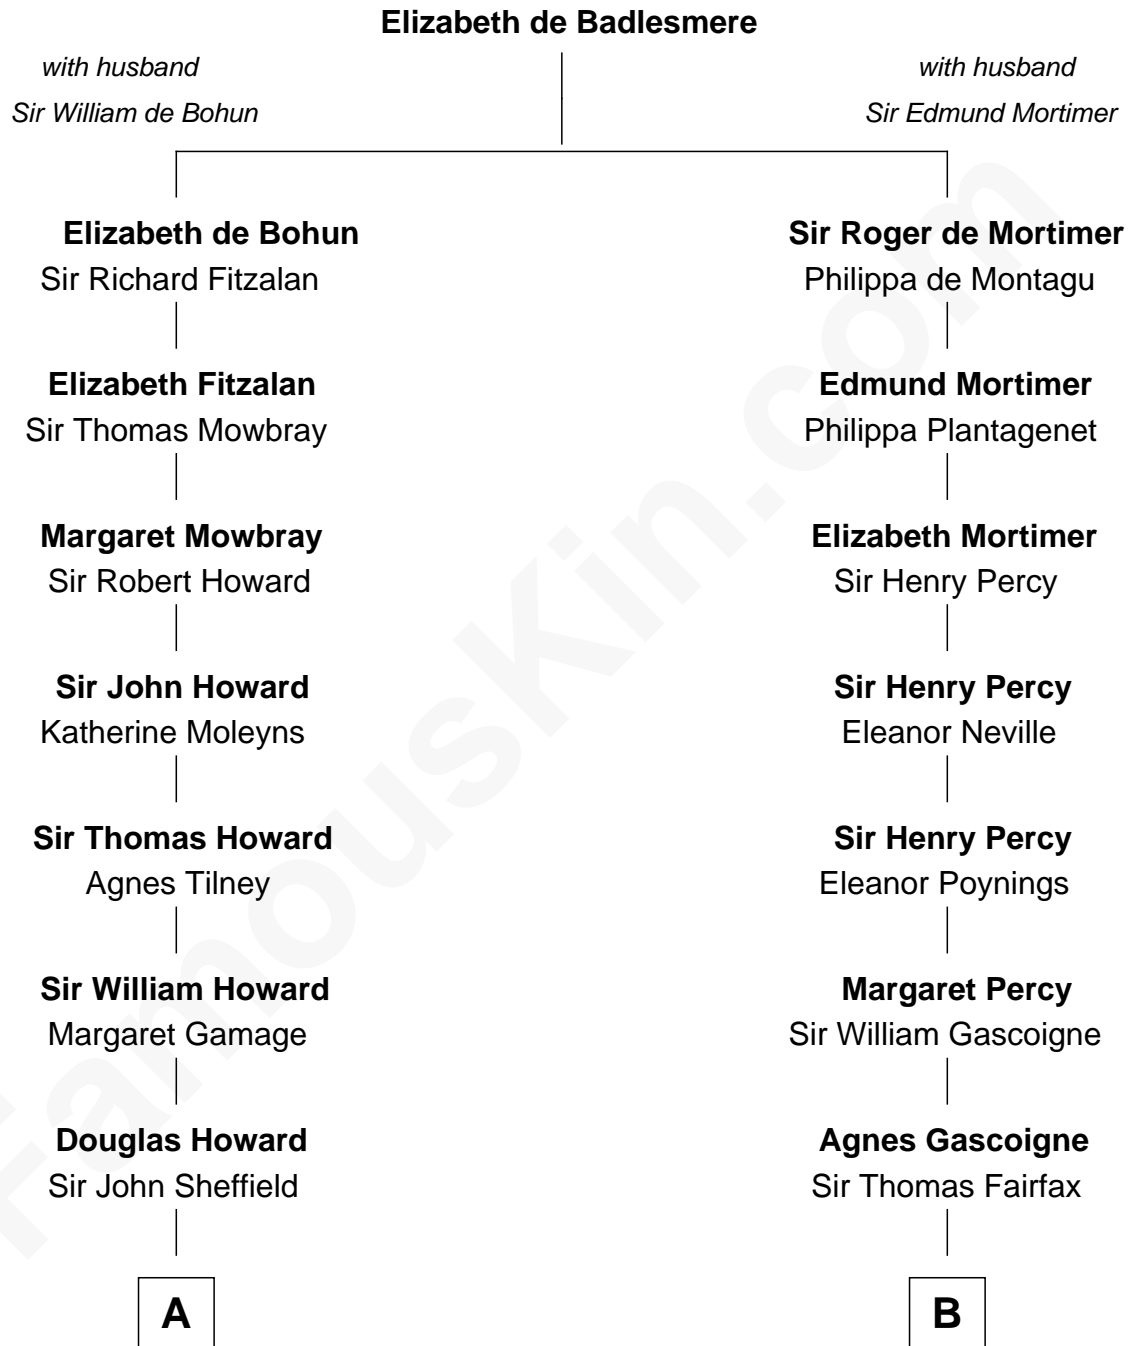 Elizabeth de Badlesmere
with husband
Sir William de Bohun
with husband
Sir Edmund Mortimer
Elizabeth de Bohun
Sir Richard Fitzalan
Sir Roger de Mortimer
Philippa de Montagu
Elizabeth Fitzalan
Sir Thomas Mowbray
Edmund Mortimer
Philippa Plantagenet
Margaret Mowbray
Sir Robert Howard
Elizabeth Mortimer
Sir Henry Percy
Sir John Howard
Katherine Moleyns
Sir Henry Percy
Eleanor Neville
Sir Thomas Howard
Agnes Tilney
Sir Henry Percy
Eleanor Poynings
Sir William Howard
Margaret Gamage
Margaret Percy
Sir William Gascoigne
Douglas Howard
Sir John Sheffield
Agnes Gascoigne
Sir Thomas Fairfax
A
B
FamousKin.com